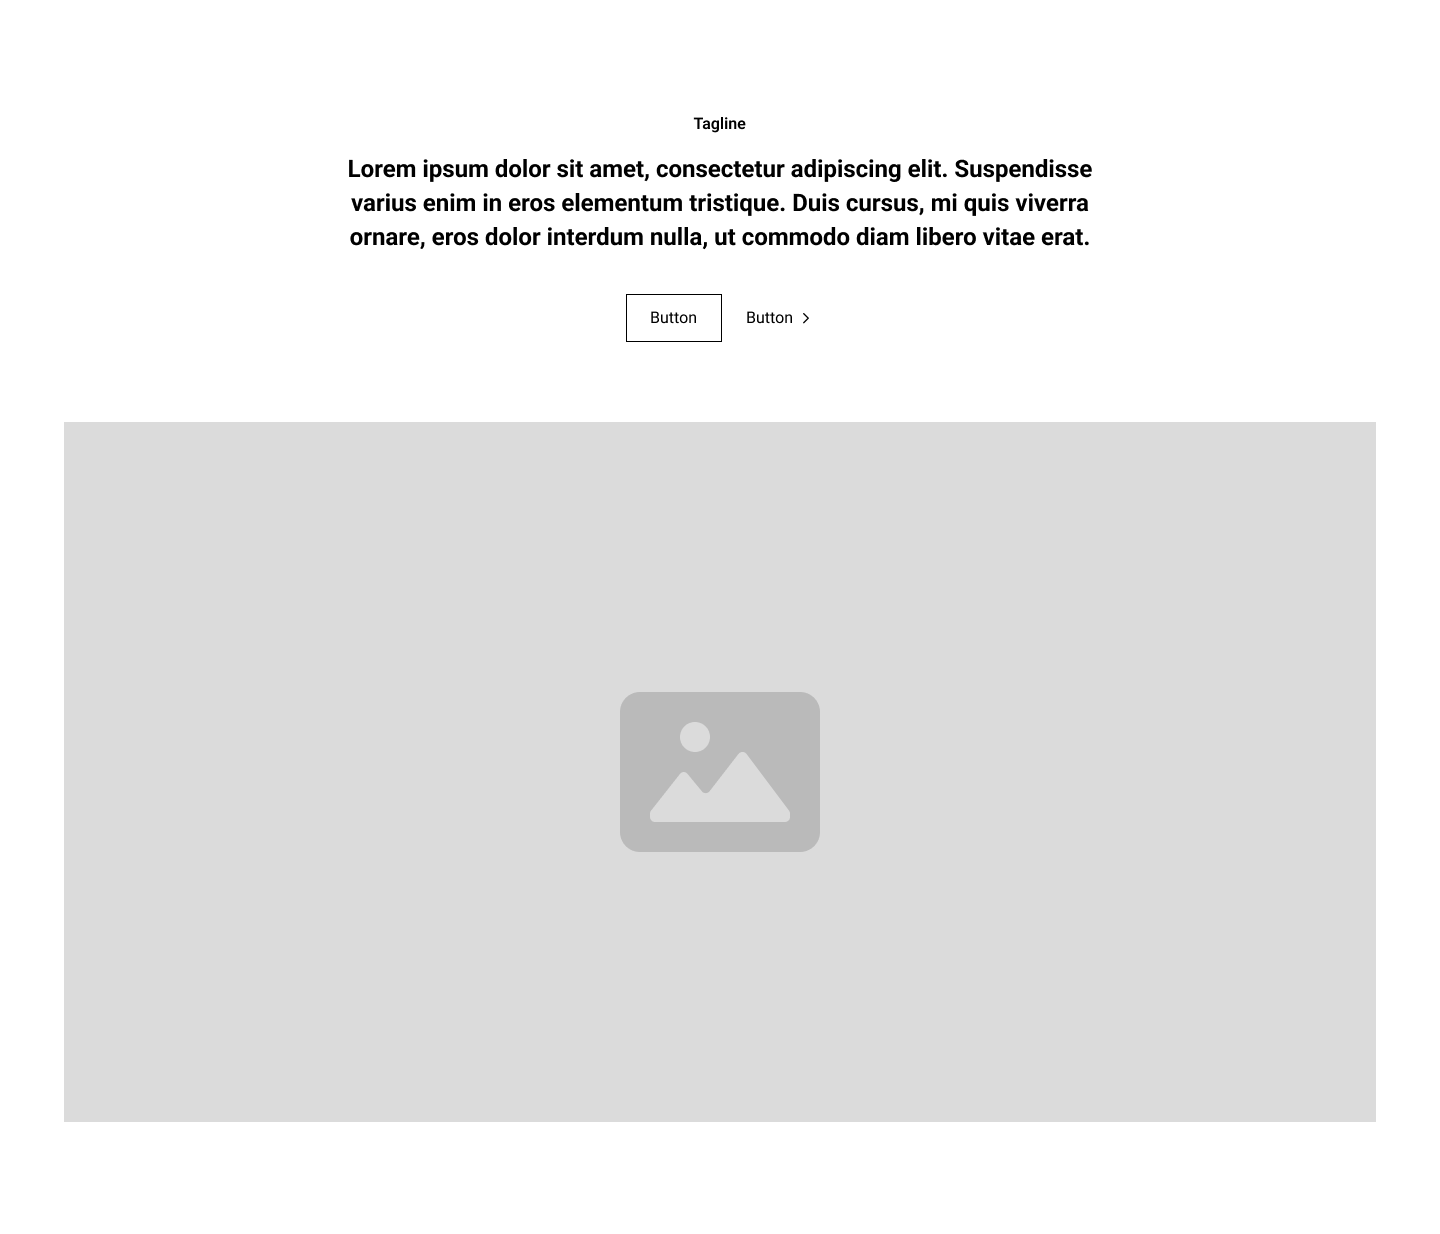 Tagline
Lorem ipsum dolor sit amet, consectetur adipiscing elit. Suspendisse
varius enim in eros elementum tristique. Duis cursus, mi quis viverra
ornare, eros dolor interdum nulla, ut commodo diam libero vitae erat.
Button Button